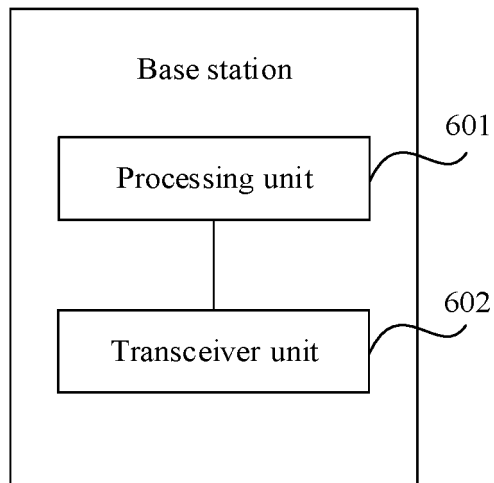 Base station
601
Processing unit
602
Transceiver unit